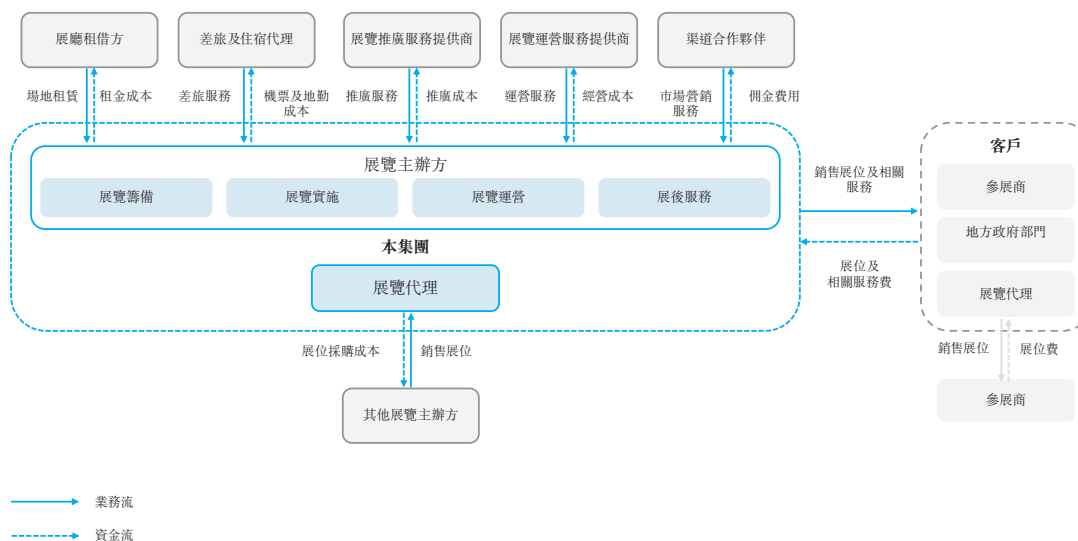 展廳租借方
差旅及住宿代理
展覽推廣服務提供商
展覽運營服務提供商
渠道合作夥伴
場地租賃
租金成本
差旅服務
機票及地勤
成本
推廣服務
推廣成本
運營服務
經營成本
市場營銷
服務
佣金費用
展覽主辦方
展覽籌備
展覽實施
展覽運營
展後服務
本集團
展覽代理
展位採購成本
銷售展位
其他展覽主辦方
銷售展位及相關
服務
展位及
相關服務費
客戶
參展商
地方政府部門
展覽代理
銷售展位
展位費
參展商
業務流
資金流